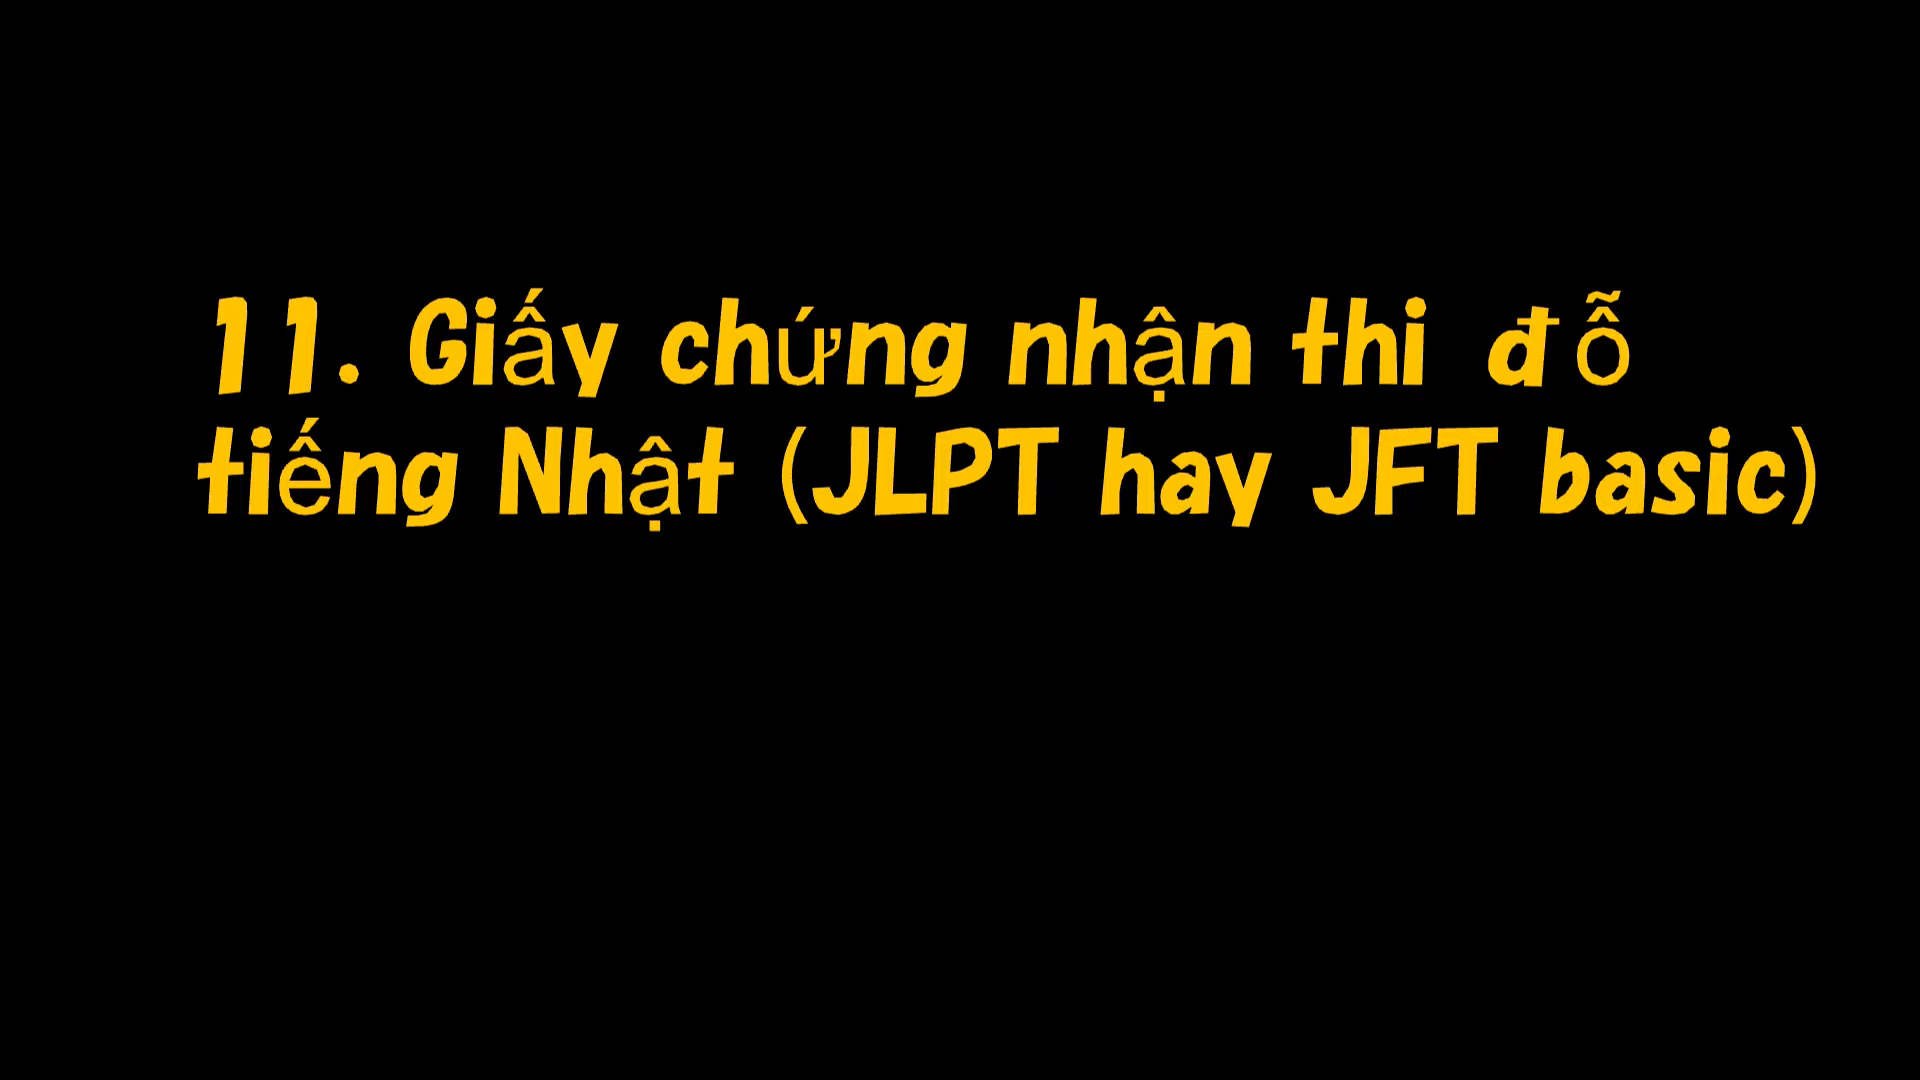 11. Giấy chứng nhận thi đỗ
tiếng Nhật (JLPT hay JFT basic)